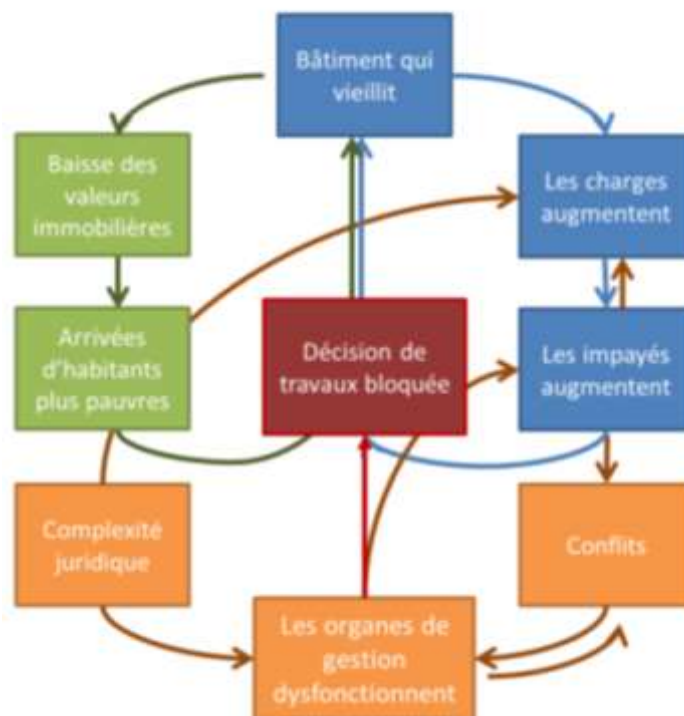 Bâtiment qui
vieillit
Baisse des
valeurs
immobilières
Les charges
augmentent
Arrivées
d'habitants
plus pauvres
Décision de
travaux bloquée
Les impayés
augmentent
Complexité
juridique
Conflits
Les organes de
gestion
dysfonctionnent